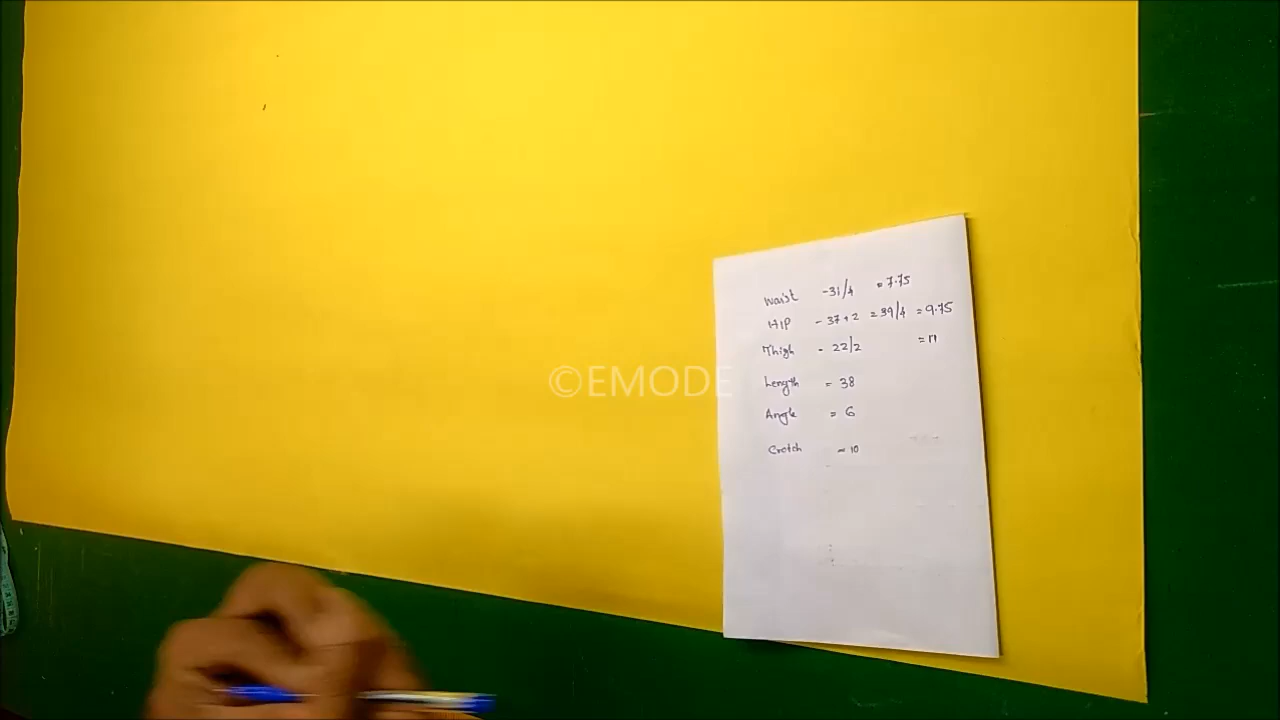 Waist - 31/4 = 7.75
HIP - 37 + 2 = 39/4 = 9.75
Thigh - 22/2 = 11
Length = 38
Angle = 6
Crotch = 10
©EMODE